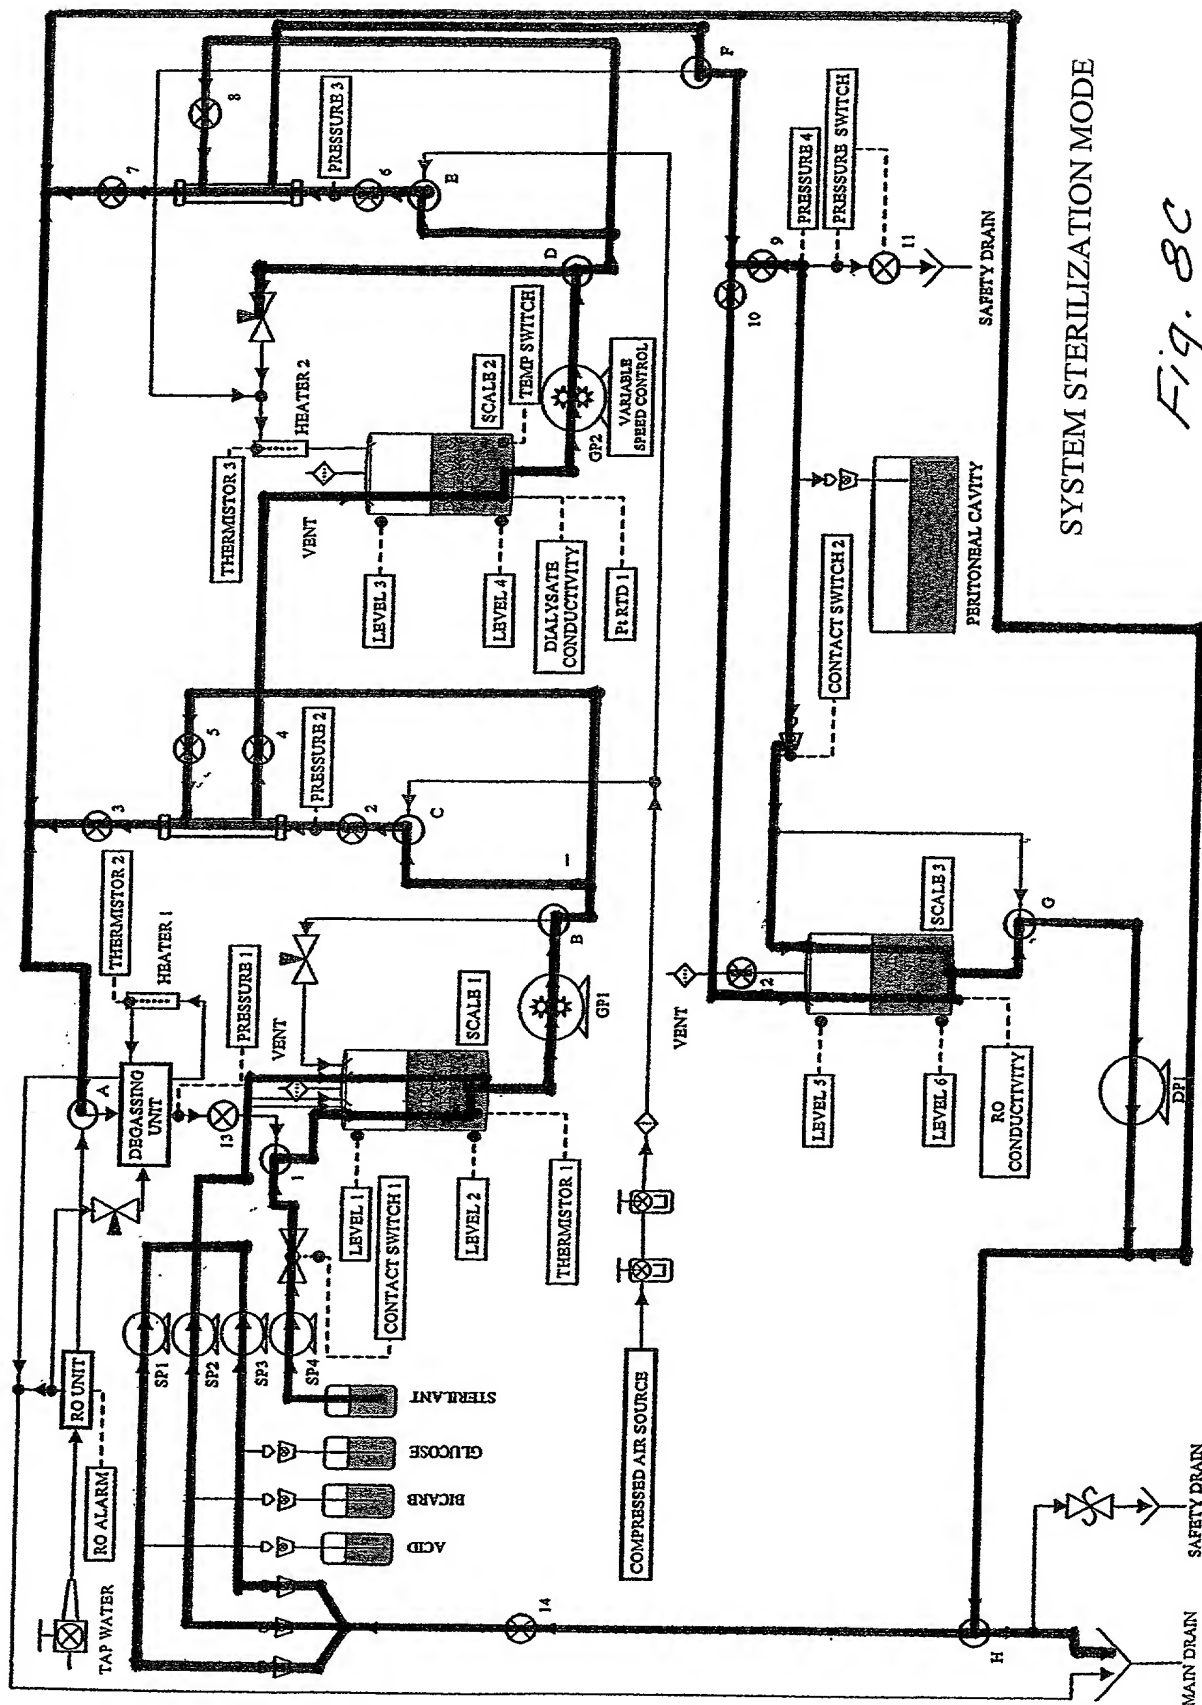 TAP WATER
RO ALARM
RO UNIT
SP1
SP2
SP3
SP4
ACID
BICARB
GLUCOSE
STERILANT
A
DEGASSING
UNIT
13
1
THERMISTOR 2
HEATER 1
PRESSURE 1
VENT
LEVEL 1
LEVEL 2
CONTACT SWITCH 1
THERMISTOR 1
SCALE 1
GP1
B
3
5
4
PRESSURE 2
2
C
THERMISTOR 3
HEATER 2
VENT
LEVEL 3
LEVEL 4
DIALYSATE
CONDUCTIVITY
Pt RTD 1
SCALE 2
TEMP SWITCH
GP2
VARIABLE
SPEED CONTROL
D
7
8
PRESSURE 3
6
E
F
10
9
PRESSURE 4
PRESSURE SWITCH
11
SAFETY DRAIN
CONTACT SWITCH 2
PERITONEAL CAVITY
VENT
12
LEVEL 5
LEVEL 6
RO
CONDUCTIVITY
SCALE 3
G
DP1
COMPRESSED AIR SOURCE
14
H
MAIN DRAIN
SAFETY DRAIN
SYSTEM STERILIZATION MODE
Fig. 8C